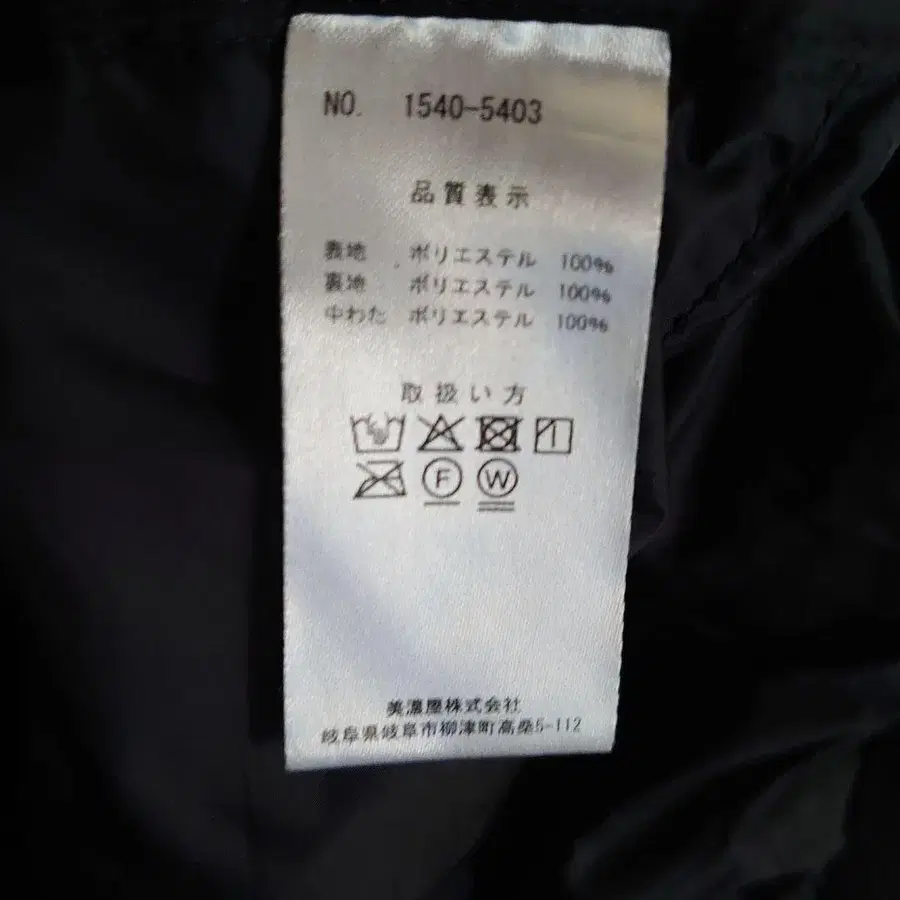 NO. 1540-5403
品質表示
表地 ポリエステル 100%
裏地 ポリエステル 100%
中わた ポリエステル 100%
取扱い方
F W
美濃屋株式会社
岐阜県岐阜市柳津町高桑5-112